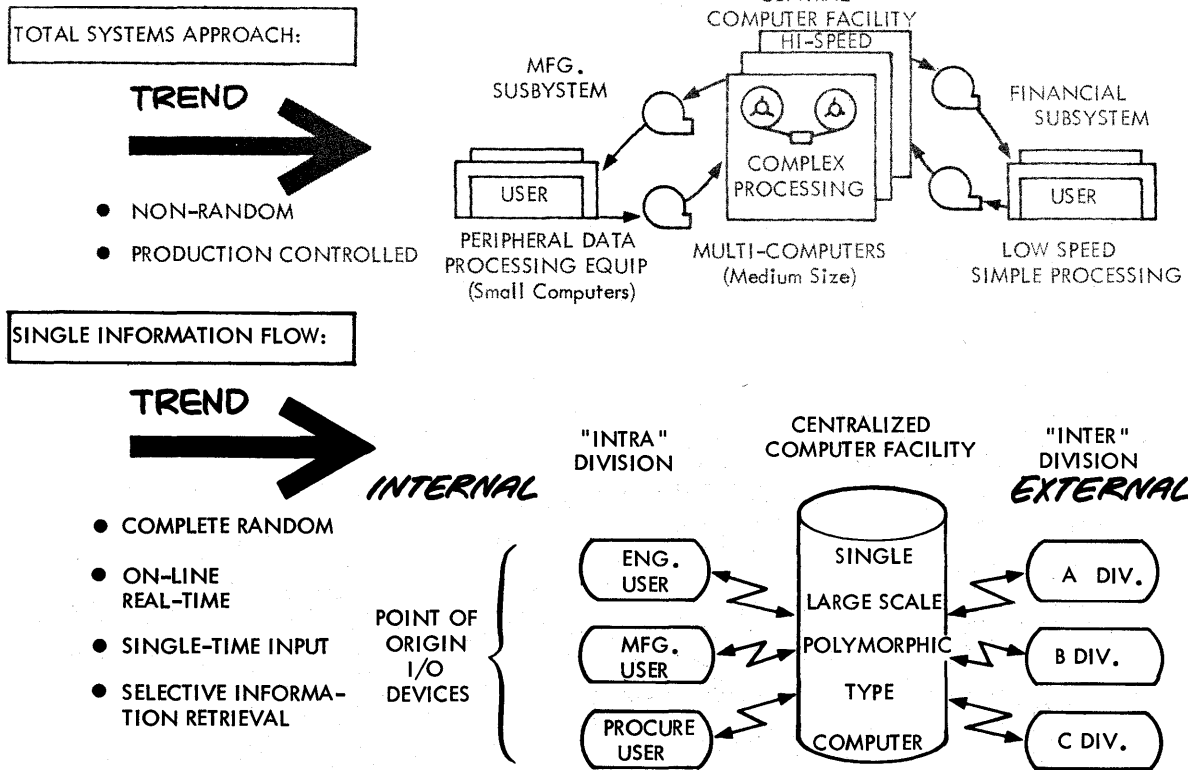 TOTAL SYSTEMS APPROACH:
TREND
● NON-RANDOM
● PRODUCTION CONTROLLED
COMPUTER FACILITY
HI-SPEED
MFG.
SUSBYSTEM
FINANCIAL
SUBSYSTEM
COMPLEX
PROCESSING
USER
USER
PERIPHERAL DATA
PROCESSING EQUIP
(Small Computers)
MULTI-COMPUTERS
(Medium Size)
LOW SPEED
SIMPLE PROCESSING
SINGLE INFORMATION FLOW:
TREND
● COMPLETE RANDOM
● ON-LINE
REAL-TIME
● SINGLE-TIME INPUT
● SELECTIVE INFORMA-
TION RETRIEVAL
"INTRA"
DIVISION
INTERNAL
CENTRALIZED
COMPUTER FACILITY
"INTER"
DIVISION
EXTERNAL
POINT OF
ORIGIN
I/O
DEVICES
ENG.
USER
MFG.
USER
PROCURE
USER
SINGLE
LARGE SCALE
POLYMORPHIC
TYPE
COMPUTER
A DIV.
B DIV.
C DIV.